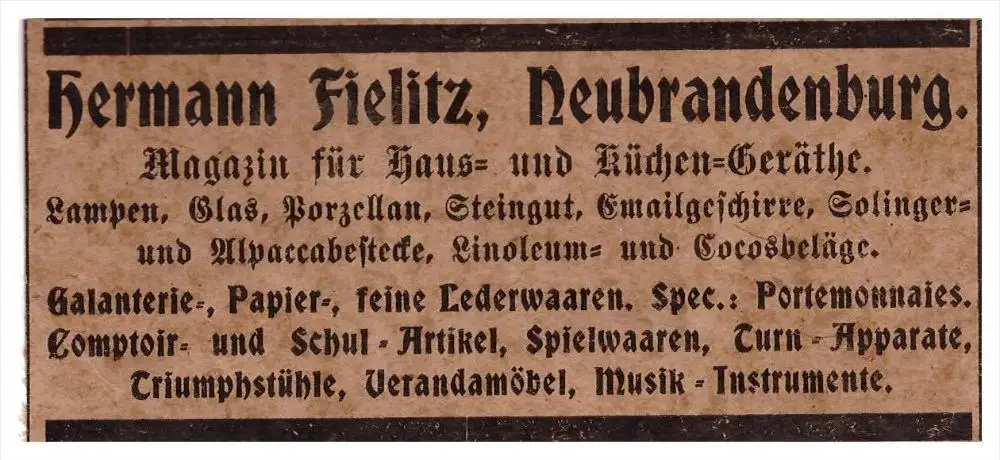 Hermann Fielitz, Neubrandenburg.
Magazin für Haus= und Küchen=Geräthe.
Lampen, Glas, Porzellan, Steingut, Emailgeschirre, Solinger=
und Alpaccabestecke, Linoleum= und Cocosbeläge.
Galanterie-, Papier-, feine Lederwaaren. Spec.: Portemonnaies.
Comptoir- und Schul-Artikel, Spielwaaren, Turn-Apparate,
Triumphstühle, Verandamöbel, Musik-Instrumente.